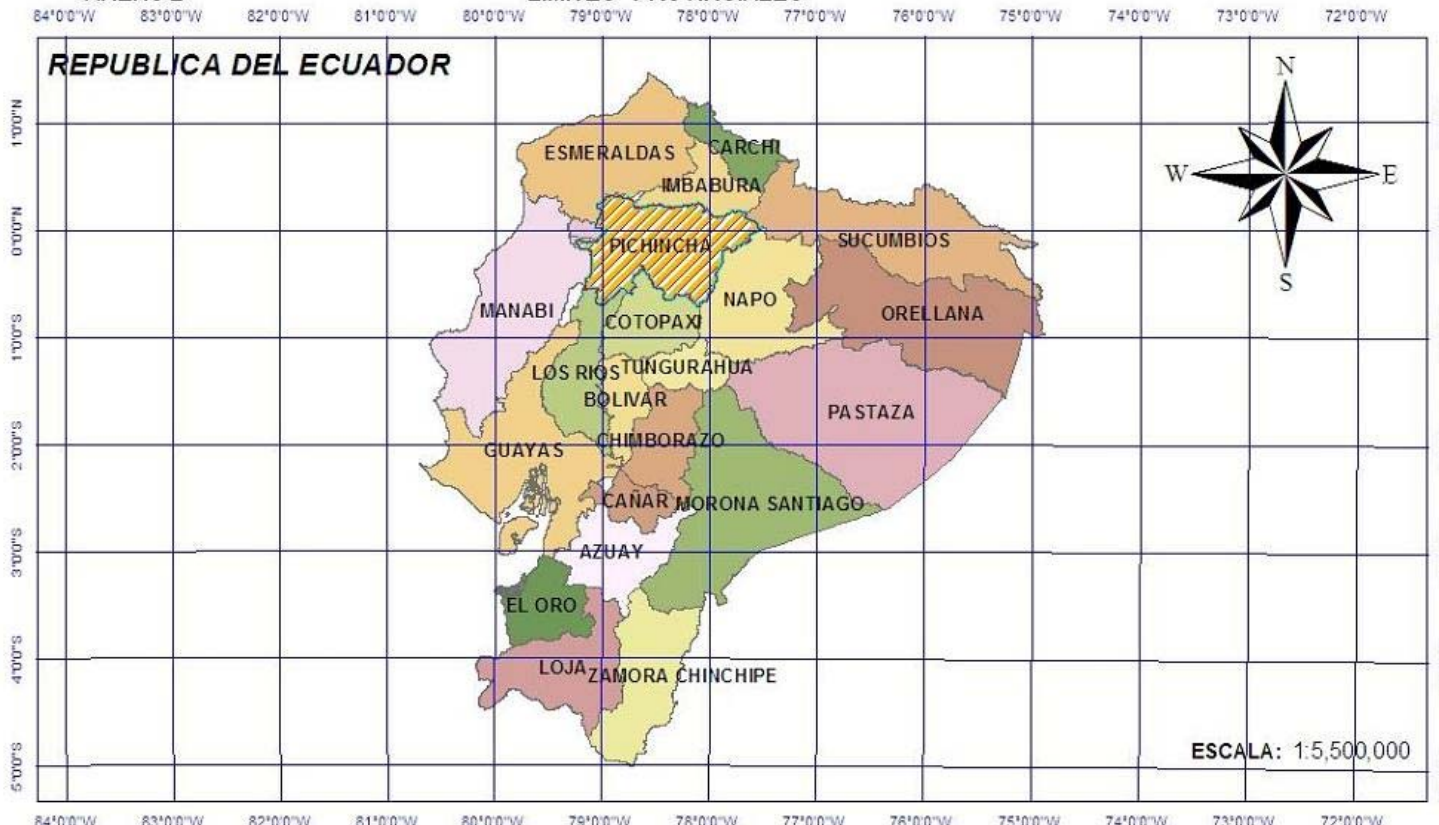 84°0'0"W 83°0'0"W 82°0'0"W 81°0'0"W 80°0'0"W 79°0'0"W 78°0'0"W 77°0'0"W 76°0'0"W 75°0'0"W 74°0'0"W 73°0'0"W 72°0'0"W
REPUBLICA DEL ECUADOR
N
W
E
S
1°0'0"N
0°0'0"N
1°0'0"S
2°0'0"S
3°0'0"S
4°0'0"S
5°0'0"S
ESMERALDAS
CARCHI
IMBABURA
PICHINCHA
SUCUMBIOS
NAPO
MANABI
COTOPAXI
ORELLANA
LOS RIOS
TUNGURAHUA
BOLIVAR
PASTAZA
CHIMBORAZO
GUAYAS
CAÑAR
MORONA SANTIAGO
AZUAY
EL ORO
LOJA
ZAMORA CHINCHIPE
ESCALA: 1:5,500,000
84°0'0"W 83°0'0"W 82°0'0"W 81°0'0"W 80°0'0"W 79°0'0"W 78°0'0"W 77°0'0"W 76°0'0"W 75°0'0"W 74°0'0"W 73°0'0"W 72°0'0"W